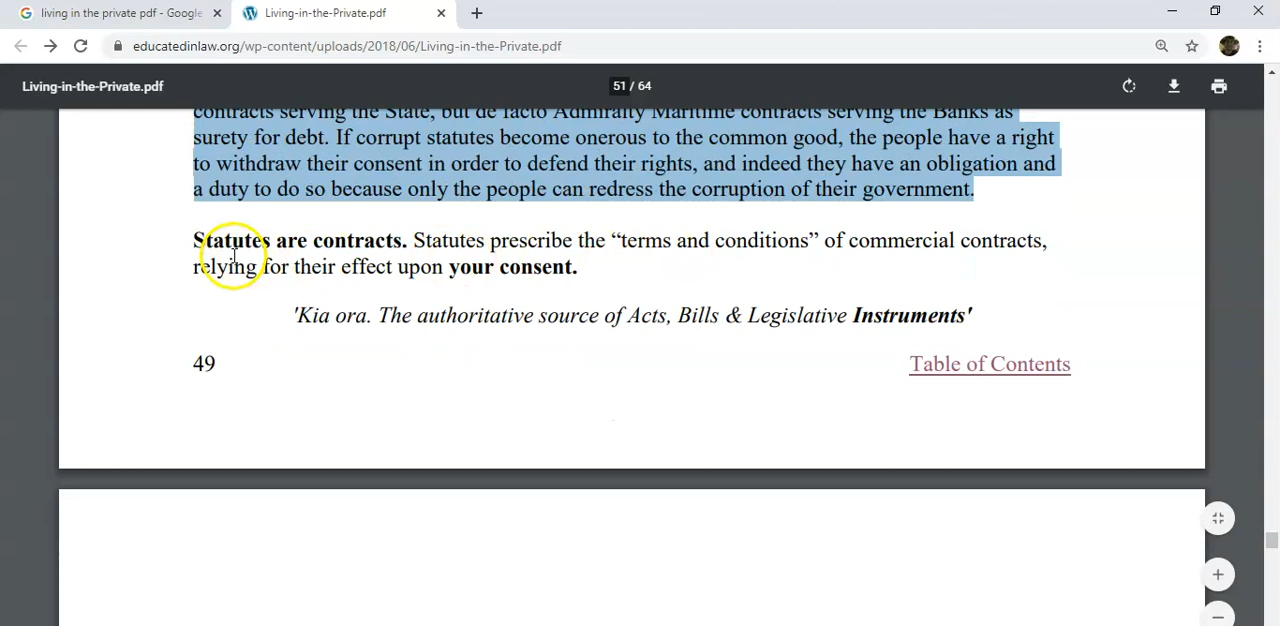 living in the private pdf - Google
Living-in-the-Private.pdf
educatedinlaw.org/wp-content/uploads/2018/06/Living-in-the-Private.pdf
Living-in-the-Private.pdf
51 / 64
contracts serving the State, but de facto Admiralty Maritime contracts serving the Banks as
surety for debt. If corrupt statutes become onerous to the common good, the people have a right
to withdraw their consent in order to defend their rights, and indeed they have an obligation and
a duty to do so because only the people can redress the corruption of their government.
Statutes are contracts. Statutes prescribe the “terms and conditions” of commercial contracts,
relying for their effect upon your consent.
'Kia ora. The authoritative source of Acts, Bills & Legislative Instruments'
49
Table of Contents